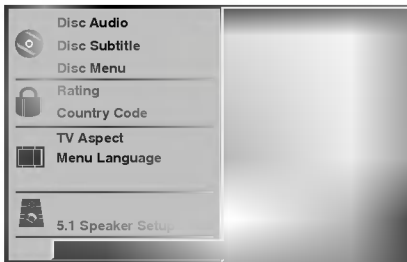 Disc Audio
Disc Subtitle
Disc Menu
Rating
Country Code
TV Aspect
Menu Language
5.1 Speaker Setup